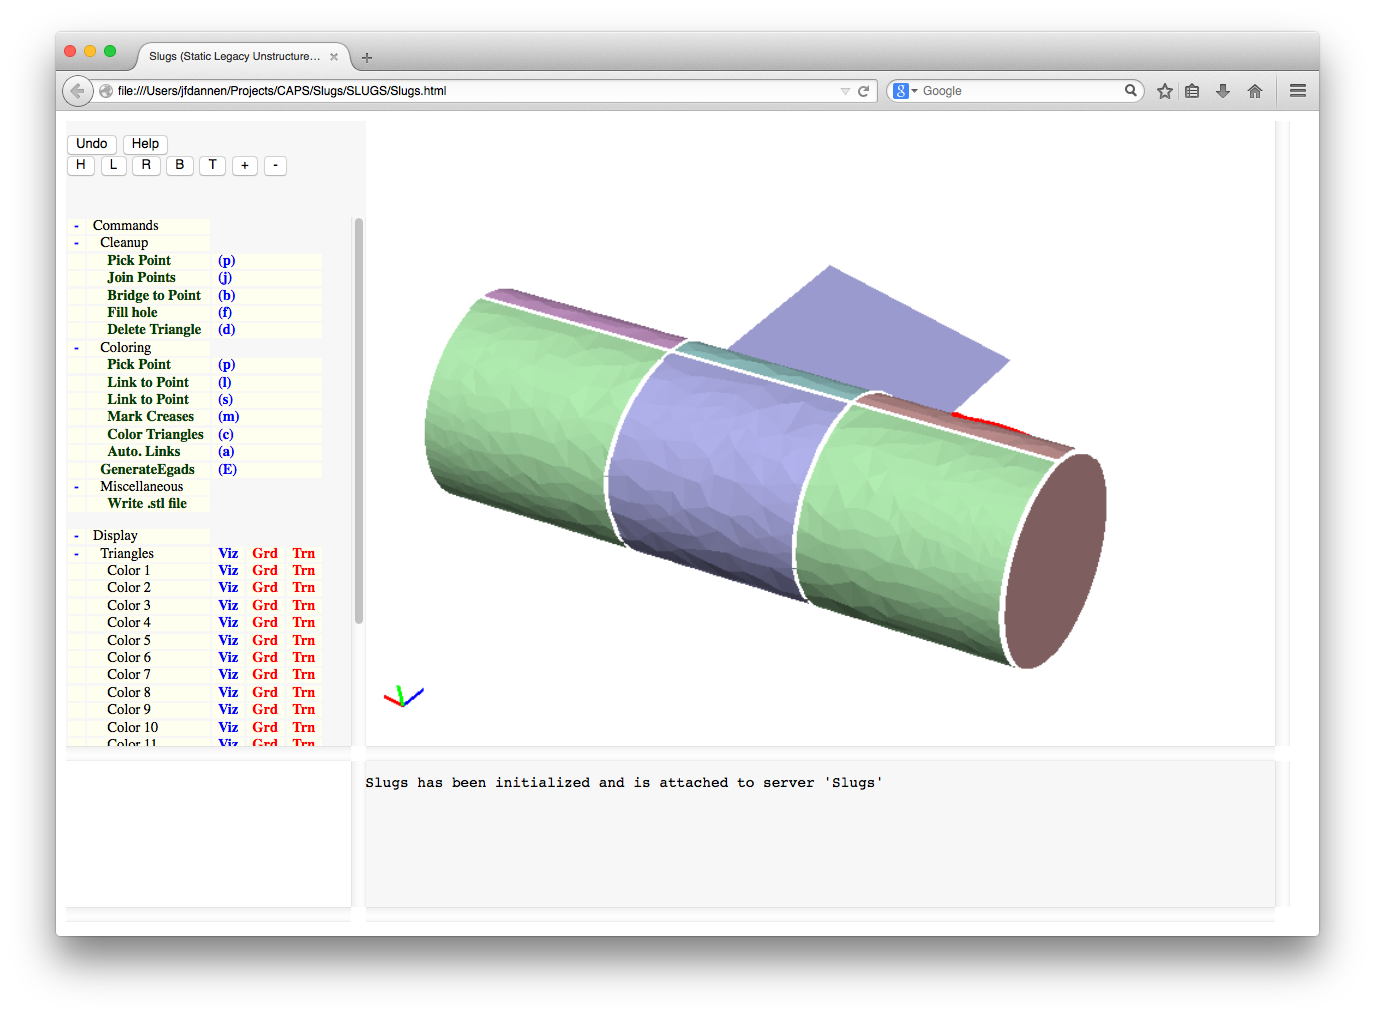 Slugs (Static Legacy Unstructure...
file:///Users/jfdannen/Projects/CAPS/Slugs/SLUGS/Slugs.html
8 Google
Undo Help
H L R B T + -
- Commands
- Cleanup
Pick Point (p)
Join Points (j)
Bridge to Point (b)
Fill hole (f)
Delete Triangle (d)
- Coloring
Pick Point (p)
Link to Point (l)
Link to Point (s)
Mark Creases (m)
Color Triangles (c)
Auto. Links (a)
GenerateEgads (E)
- Miscellaneous
Write .stl file
- Display
- Triangles Viz Grd Trn
Color 1 Viz Grd Trn
Color 2 Viz Grd Trn
Color 3 Viz Grd Trn
Color 4 Viz Grd Trn
Color 5 Viz Grd Trn
Color 6 Viz Grd Trn
Color 7 Viz Grd Trn
Color 8 Viz Grd Trn
Color 9 Viz Grd Trn
Color 10 Viz Grd Trn
Color 11 Viz Grd Trn
Slugs has been initialized and is attached to server 'Slugs'